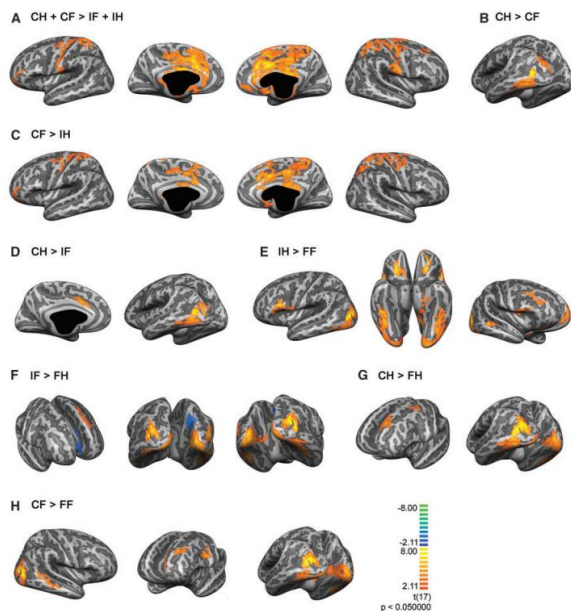 A CH + CF > IF + IH
B CH > CF
C CF > IH
D CH > IF
E IH > FF
F IF > FH
G CH > FH
H CF > FF
-8.00
-2.11
8.00
2.11
t(17)
p < 0.050000